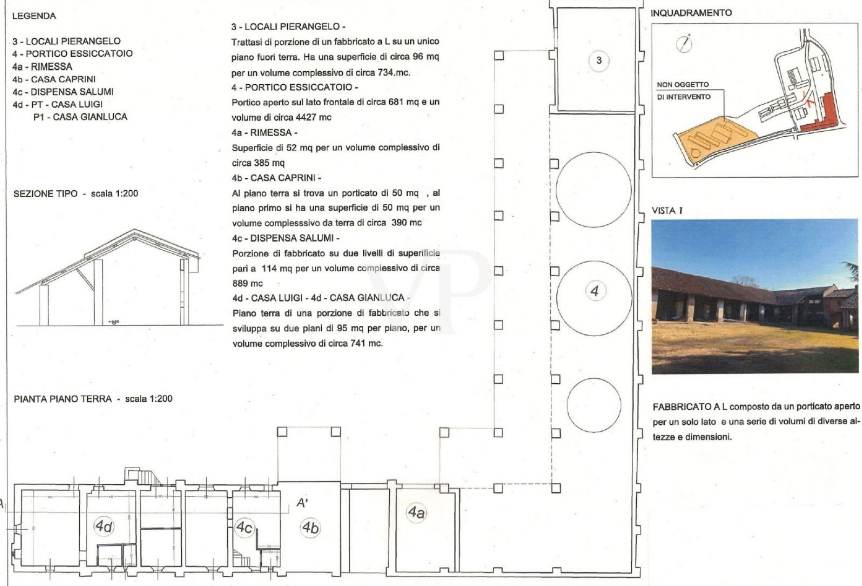 LEGENDA
3 - LOCALI PIERANGELO
4 - PORTICO ESSICCATOIO
4a - RIMESSA
4b - CASA CAPRINI
4c - DISPENSA SALUMI
4d - PT - CASA LUIGI
P1 - CASA GIANLUCA
SEZIONE TIPO - scala 1:200
PIANTA PIANO TERRA - scala 1:200
3 - LOCALI PIERANGELO -
Trattasi di porzione di un fabbricato a L su un unico
piano fuori terra. Ha una superficie di circa 96 mq
per un volume complessivo di circa 734.mc.
4 - PORTICO ESSICCATOIO -
Portico aperto sul lato frontale di circa 681 mq e un
volume di circa 4427 mc
4a - RIMESSA -
Superficie di 52 mq per un volume complessivo di
circa 385 mq
4b - CASA CAPRINI -
Al piano terra si trova un porticato di 50 mq , al
piano primo si ha una superficie di 50 mq per un
volume complesssivo da terra di circa 390 mc
4c - DISPENSA SALUMI -
Porzione di fabbricato su due livelli di superificie
pari a 114 mq per un volume complessivo di circa
889 mc
4d - CASA LUIGI - 4d - CASA GIANLUCA -
Piano terra di una porzione di fabbricato che si
sviluppa su due piani di 95 mq per piano, per un
volume complessivo di circa 741 mc.
VP
3
4
4a
4b
4c
4d
A
A'
INQUADRAMENTO
NON OGGETTO
DI INTERVENTO
VISTA 1
FABBRICATO A L composto da un porticato aperto
per un solo lato e una serie di volumi di diverse al-
tezze e dimensioni.